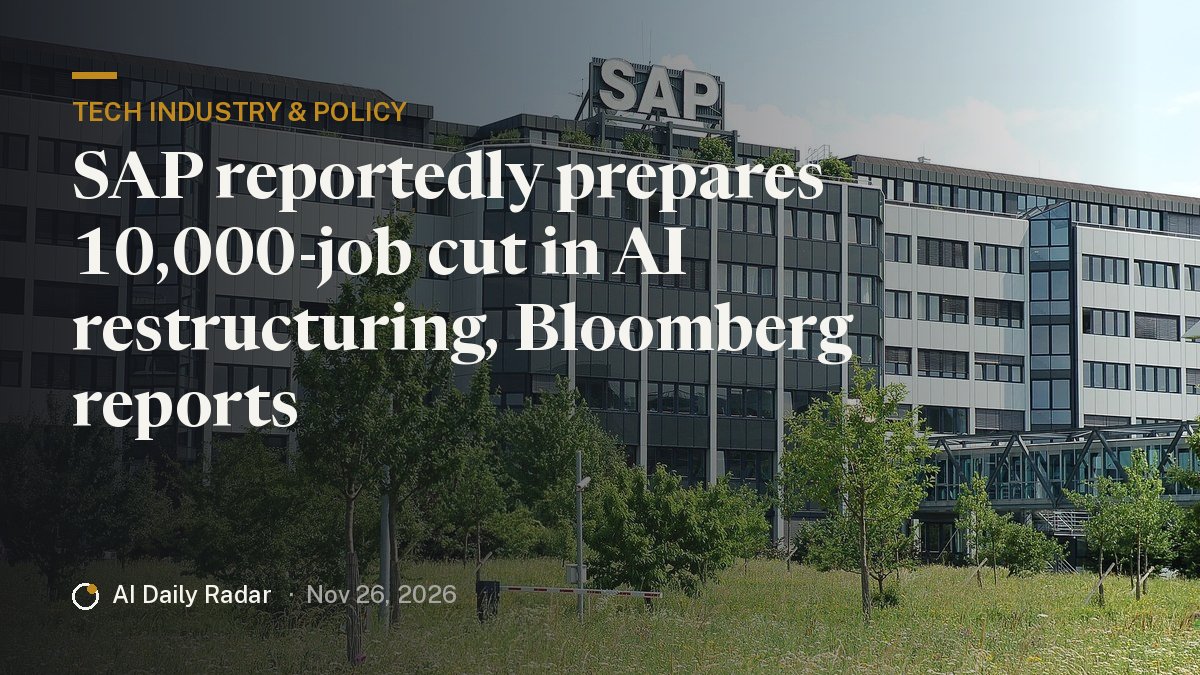 SAP
TECH INDUSTRY & POLICY
SAP reportedly prepares
10,000-job cut in AI
restructuring, Bloomberg
reports
AI Daily Radar · Nov 26, 2026